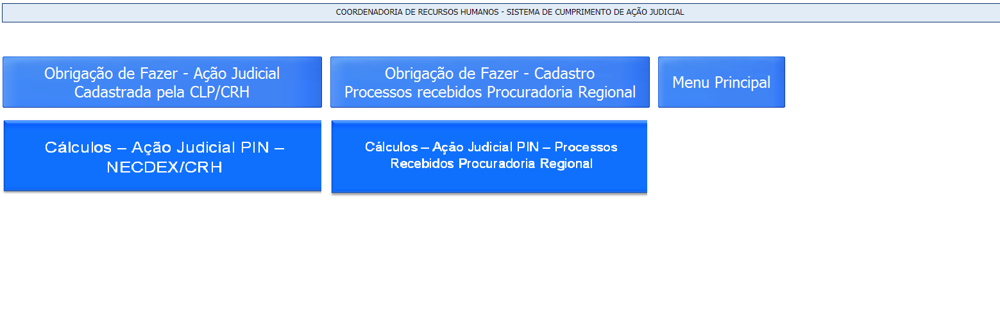 COORDENADORIA DE RECURSOS HUMANOS - SISTEMA DE CUMPRIMENTO DE AÇÃO JUDICIAL
Obrigação de Fazer - Ação Judicial
Cadastrada pela CLP/CRH
Obrigação de Fazer - Cadastro
Processos recebidos Procuradoria Regional
Menu Principal
Cálculos – Ação Judicial PIN –
NECDEX/CRH
Cálculos – Ação Judicial PIN – Processos
Recebidos Procuradoria Regional